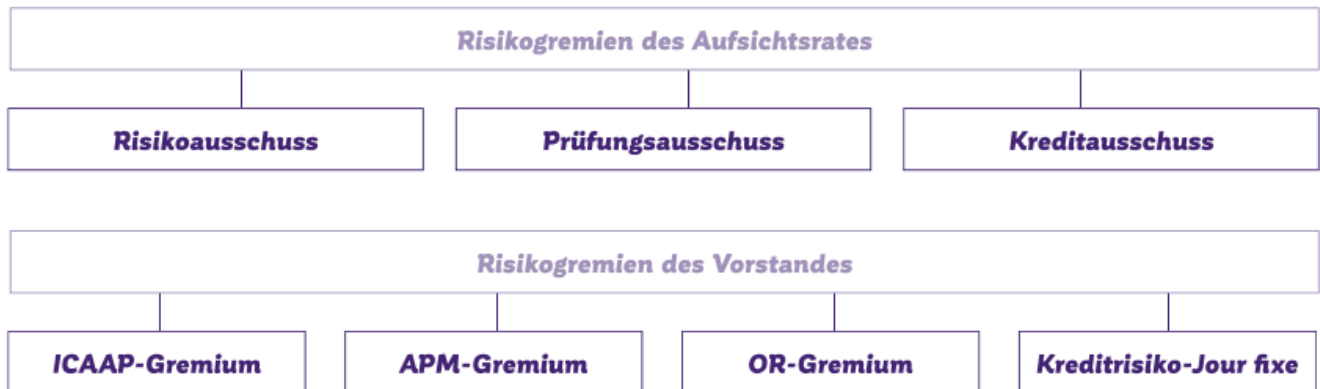 Risikogremien des Aufsichtsrates
Risikoausschuss
Prüfungsausschuss
Kreditausschuss
Risikogremien des Vorstandes
ICAAP-Gremium
APM-Gremium
OR-Gremium
Kreditrisiko-Jour fixe